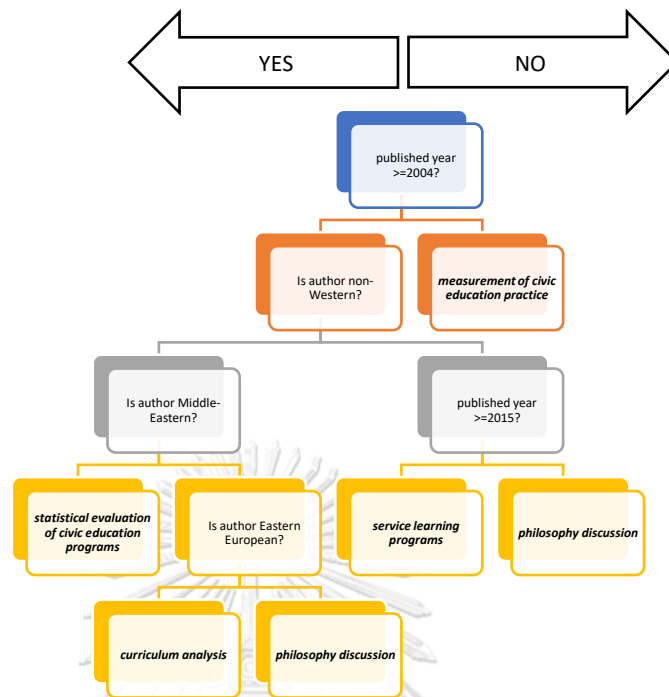 YES
NO
published year
>=2004?
Is author non-
Western?
measurement of civic
education practice
Is author Middle-
Eastern?
published year
>=2015?
statistical evaluation
of civic education
programs
Is author Eastern
European?
service learning
programs
philosophy discussion
curriculum analysis
philosophy discussion